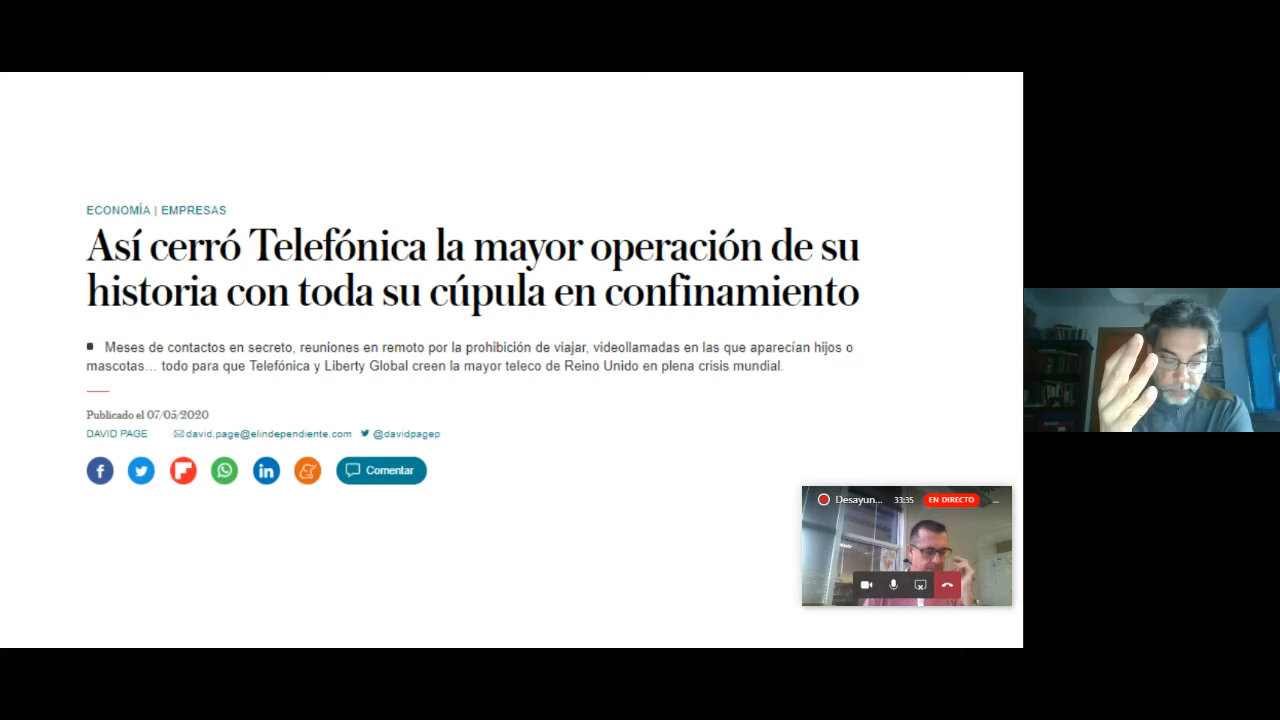 ECONOMÍA | EMPRESAS
Así cerró Telefónica la mayor operación de su
historia con toda su cúpula en confinamiento
Meses de contactos en secreto, reuniones en remoto por la prohibición de viajar, videollamadas en las que aparecían hijos o
mascotas... todo para que Telefónica y Liberty Global creen la mayor teleco de Reino Unido en plena crisis mundial.
Publicado el 07/05/2020
DAVID PAGE david.page@elindependiente.com @davidpagep
Comentar
Desayun... 33:35 EN DIRECTO